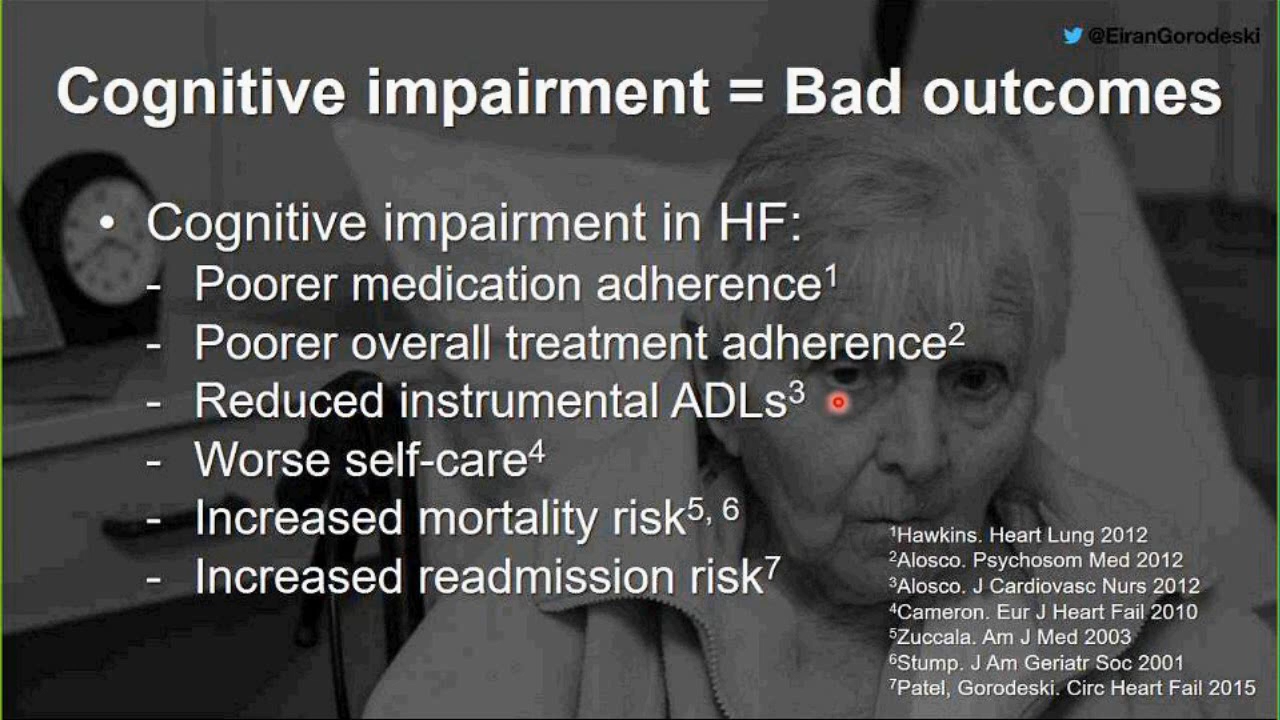 @EiranGorodeski
Cognitive impairment = Bad outcomes
• Cognitive impairment in HF:
- Poorer medication adherence¹
- Poorer overall treatment adherence²
- Reduced instrumental ADLs³
- Worse self-care⁴
- Increased mortality risk⁵, ⁶
- Increased readmission risk⁷
¹Hawkins. Heart Lung 2012
²Alosco. Psychosom Med 2012
³Alosco. J Cardiovasc Nurs 2012
⁴Cameron. Eur J Heart Fail 2010
⁵Zuccala. Am J Med 2003
⁶Stump. J Am Geriatr Soc 2001
⁷Patel, Gorodeski. Circ Heart Fail 2015